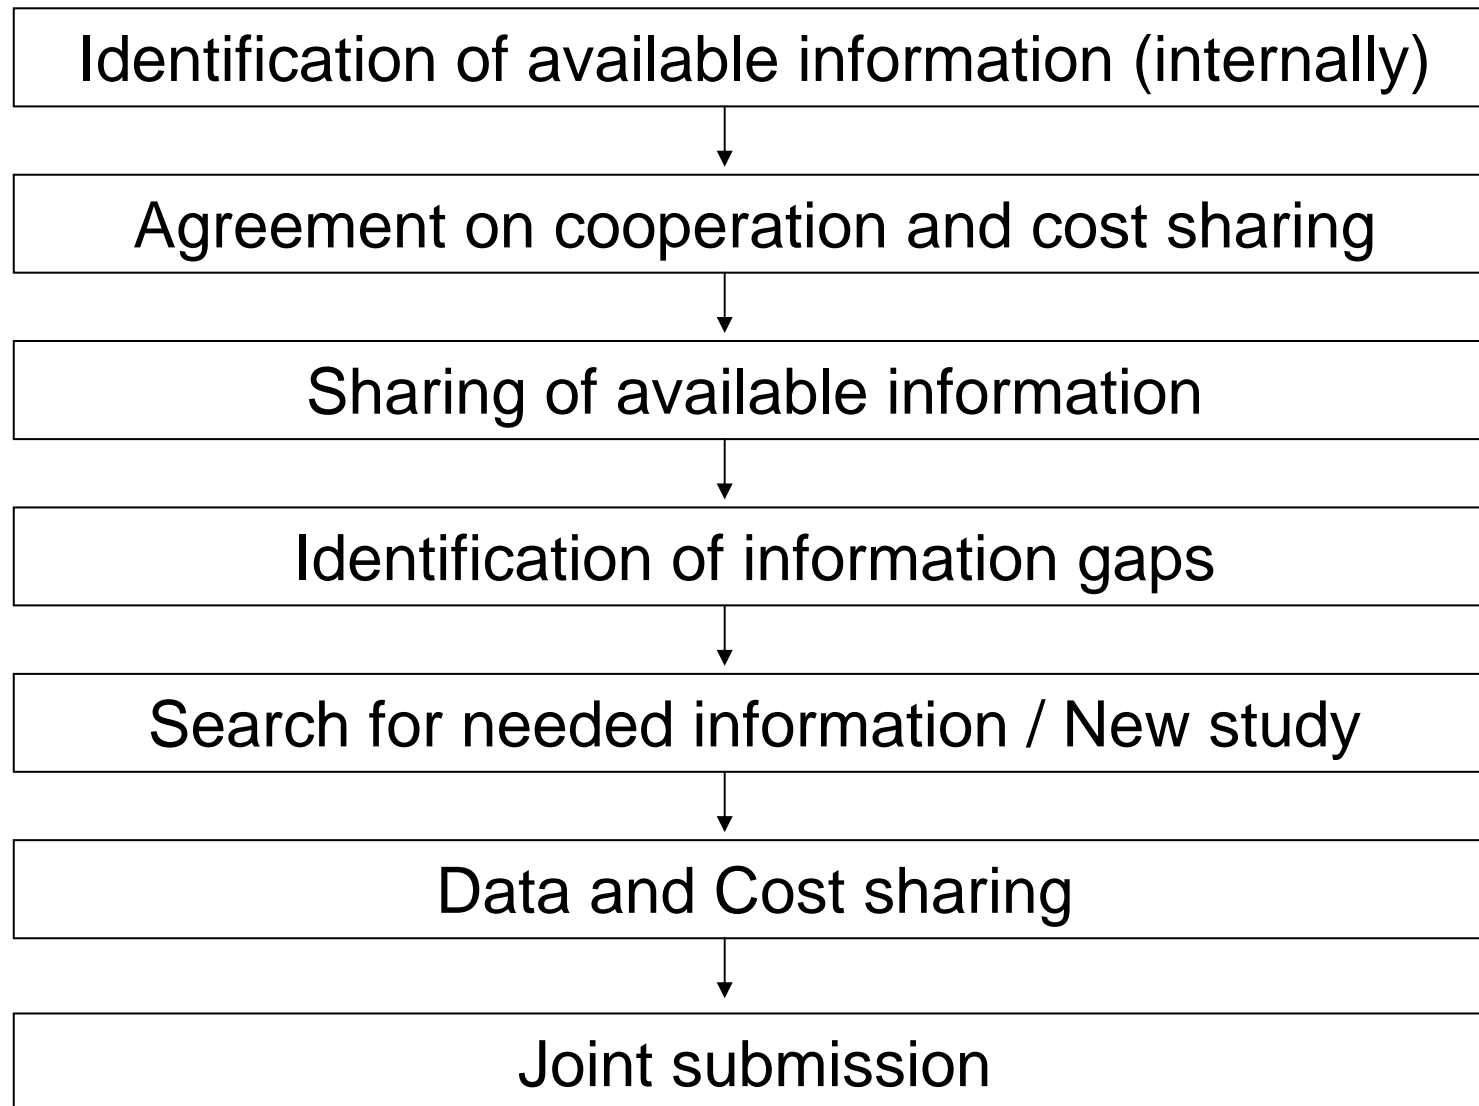 Identification of available information (internally)
Agreement on cooperation and cost sharing
Sharing of available information
Identification of information gaps
Search for needed information / New study
Data and Cost sharing
Joint submission